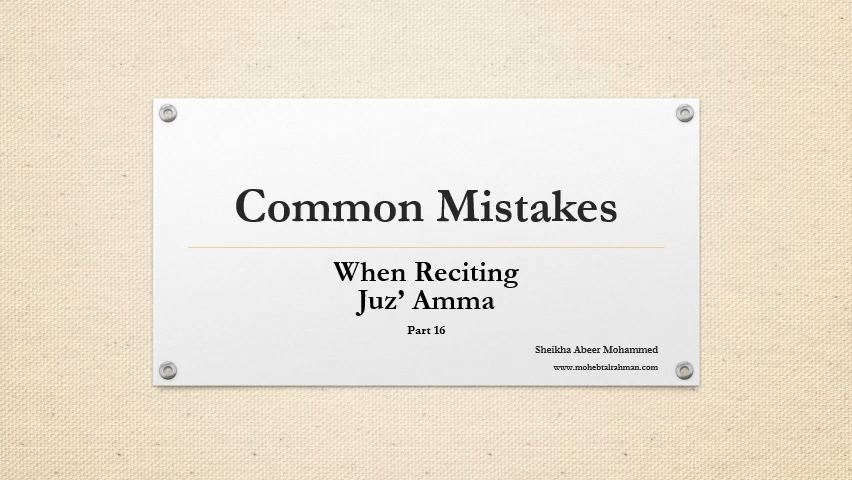 Common Mistakes
When Reciting
Juz’ Amma
Part 16
Sheikha Abeer Mohammed
www.mohebtalrahman.com